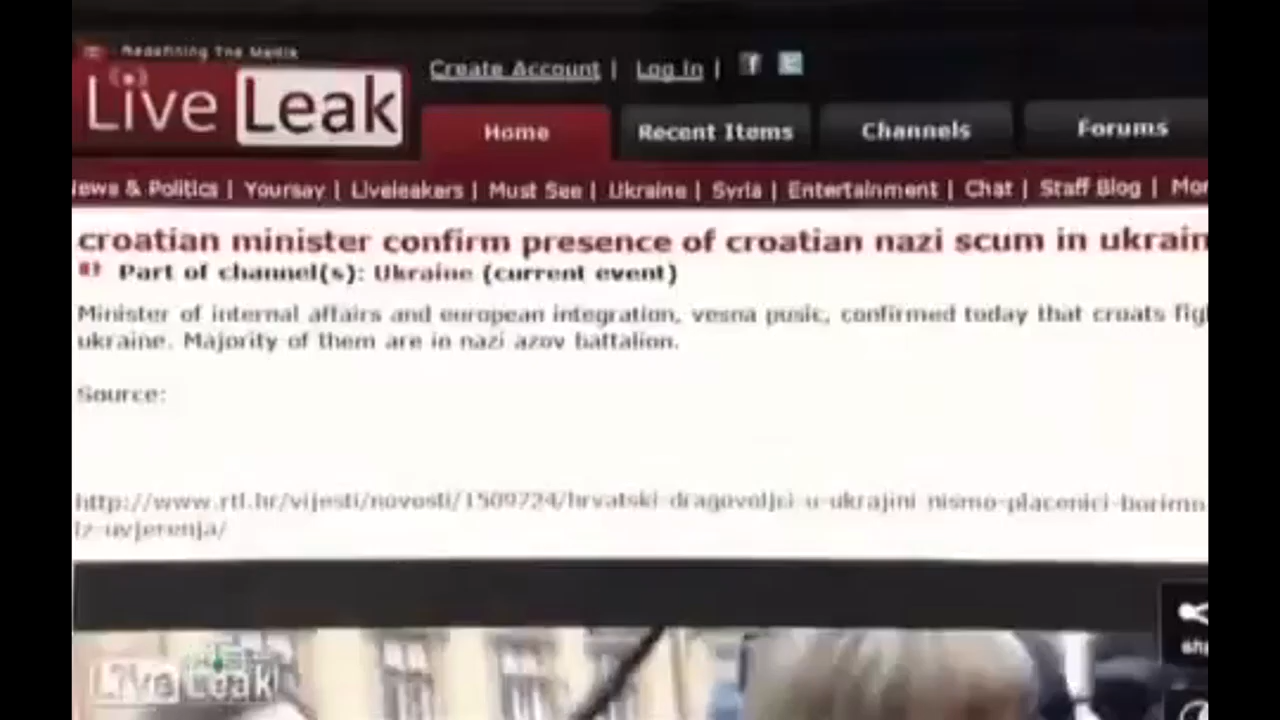 Redefining The Media
Live Leak
Create Account | Log In |
Home Recent Items Channels Forums
News & Politics | Yoursay | Liveleakers | Must See | Ukraine | Syria | Entertainment | Chat | Staff Blog | Mor
croatian minister confirm presence of croatian nazi scum in ukrain
Part of channel(s): Ukraine (current event)
Minister of internal affairs and european integration, vesna pusic, confirmed today that croats fig
ukraine. Majority of them are in nazi azov battalion.
Source:
http://www.rtl.hr/vijesti/novosti/1509724/hrvatski-dragovoljci-u-ukrajini-nismo-placenici-borimo
iz-uvjerenja/
sha
Live Leak